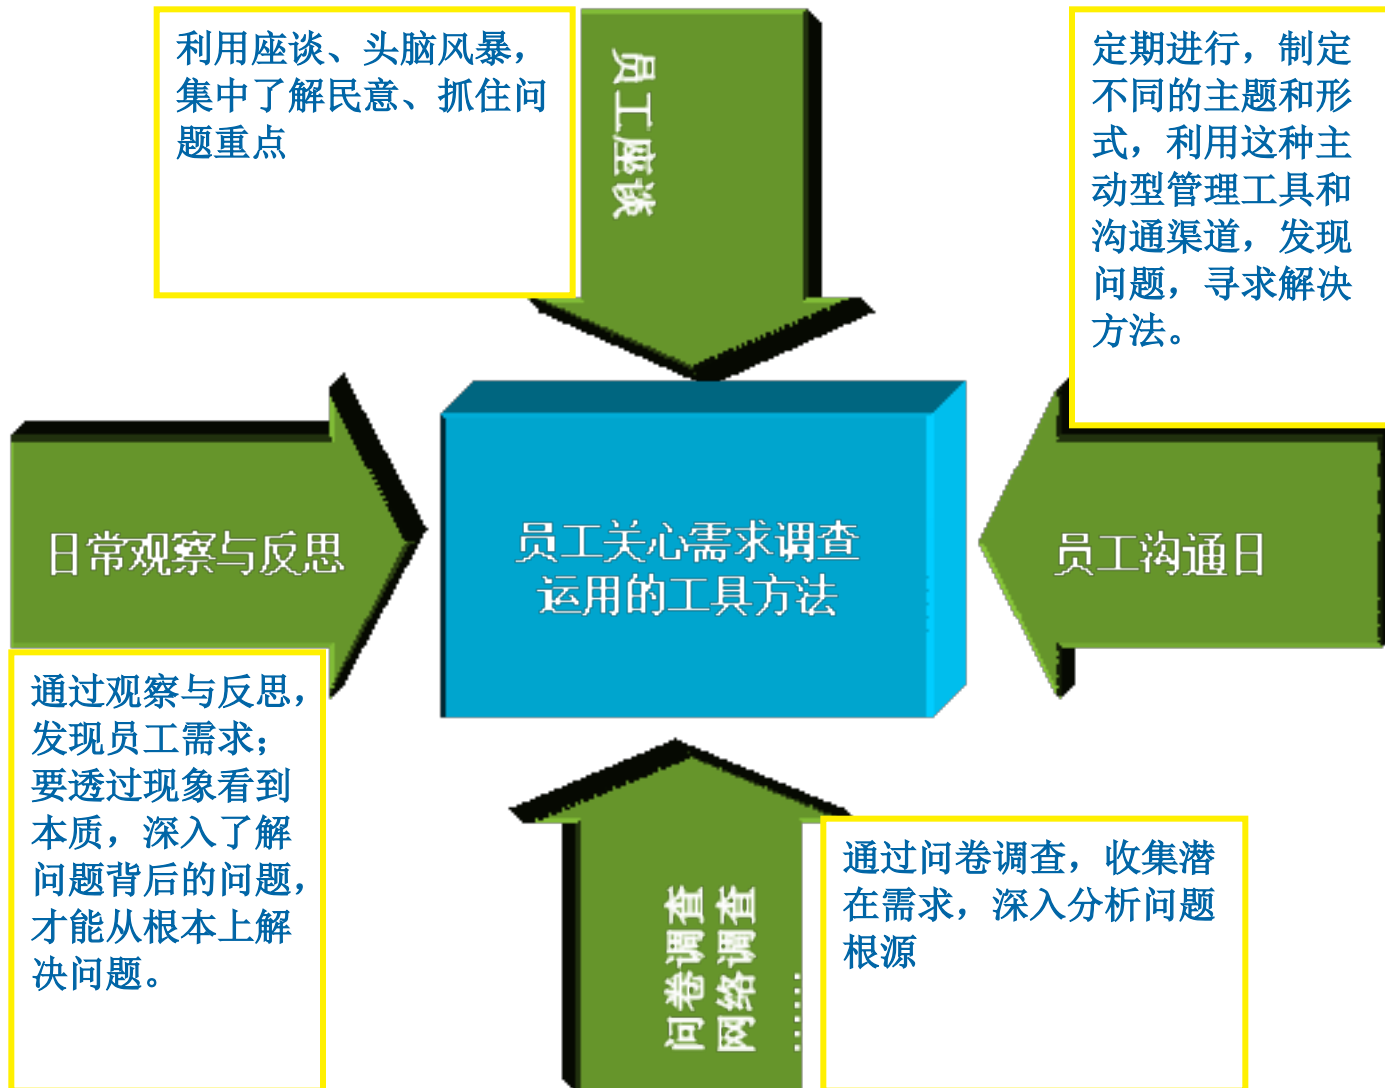 利用座谈、头脑风暴，
集中了解民意、抓住问
题重点
员工座谈
定期进行，制定
不同的主题和形
式，利用这种主
动型管理工具和
沟通渠道，发现
问题，寻求解决
方法。
日常观察与反思
员工关心需求调查
运用的工具方法
员工沟通日
通过观察与反思，
发现员工需求；
要透过现象看到
本质，深入了解
问题背后的问题，
才能从根本上解
决问题。
问卷调查
网络调查
……
通过问卷调查，收集潜
在需求，深入分析问题
根源